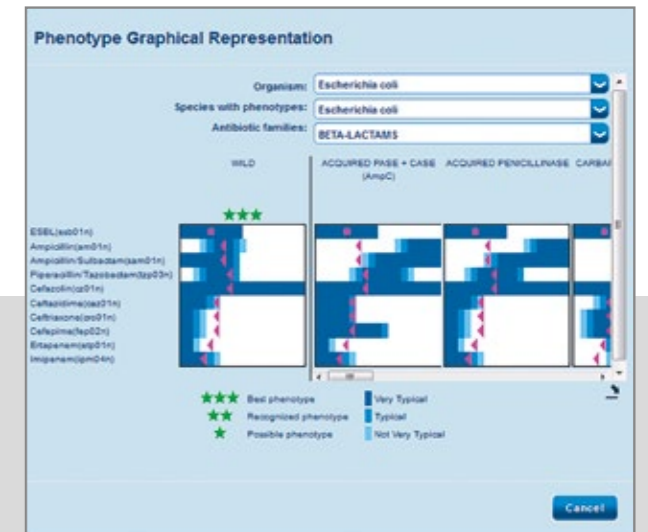 Phenotype Graphical Representation
Organism: Escherichia coli
Species with phenotypes: Escherichia coli
Antibiotic families: BETA-LACTAMS
WILD ACQUIRED PASE + CASE (AmpC) ACQUIRED PENICILLINASE CARBA
ESBL(esb01n)
Ampicillin(am01n)
Ampicillin/Sulbactam(sam01n)
Piperacillin/Tazobactam(tzp03n)
Cefazolin(cz01n)
Ceftazidime(caz01n)
Ceftriaxone(cro01n)
Cefepime(fep02n)
Ertapenem(etp01n)
Imipenem(ipm04n)
Best phenotype Very Typical
Recognized phenotype Typical
Possible phenotype Not Very Typical
Cancel